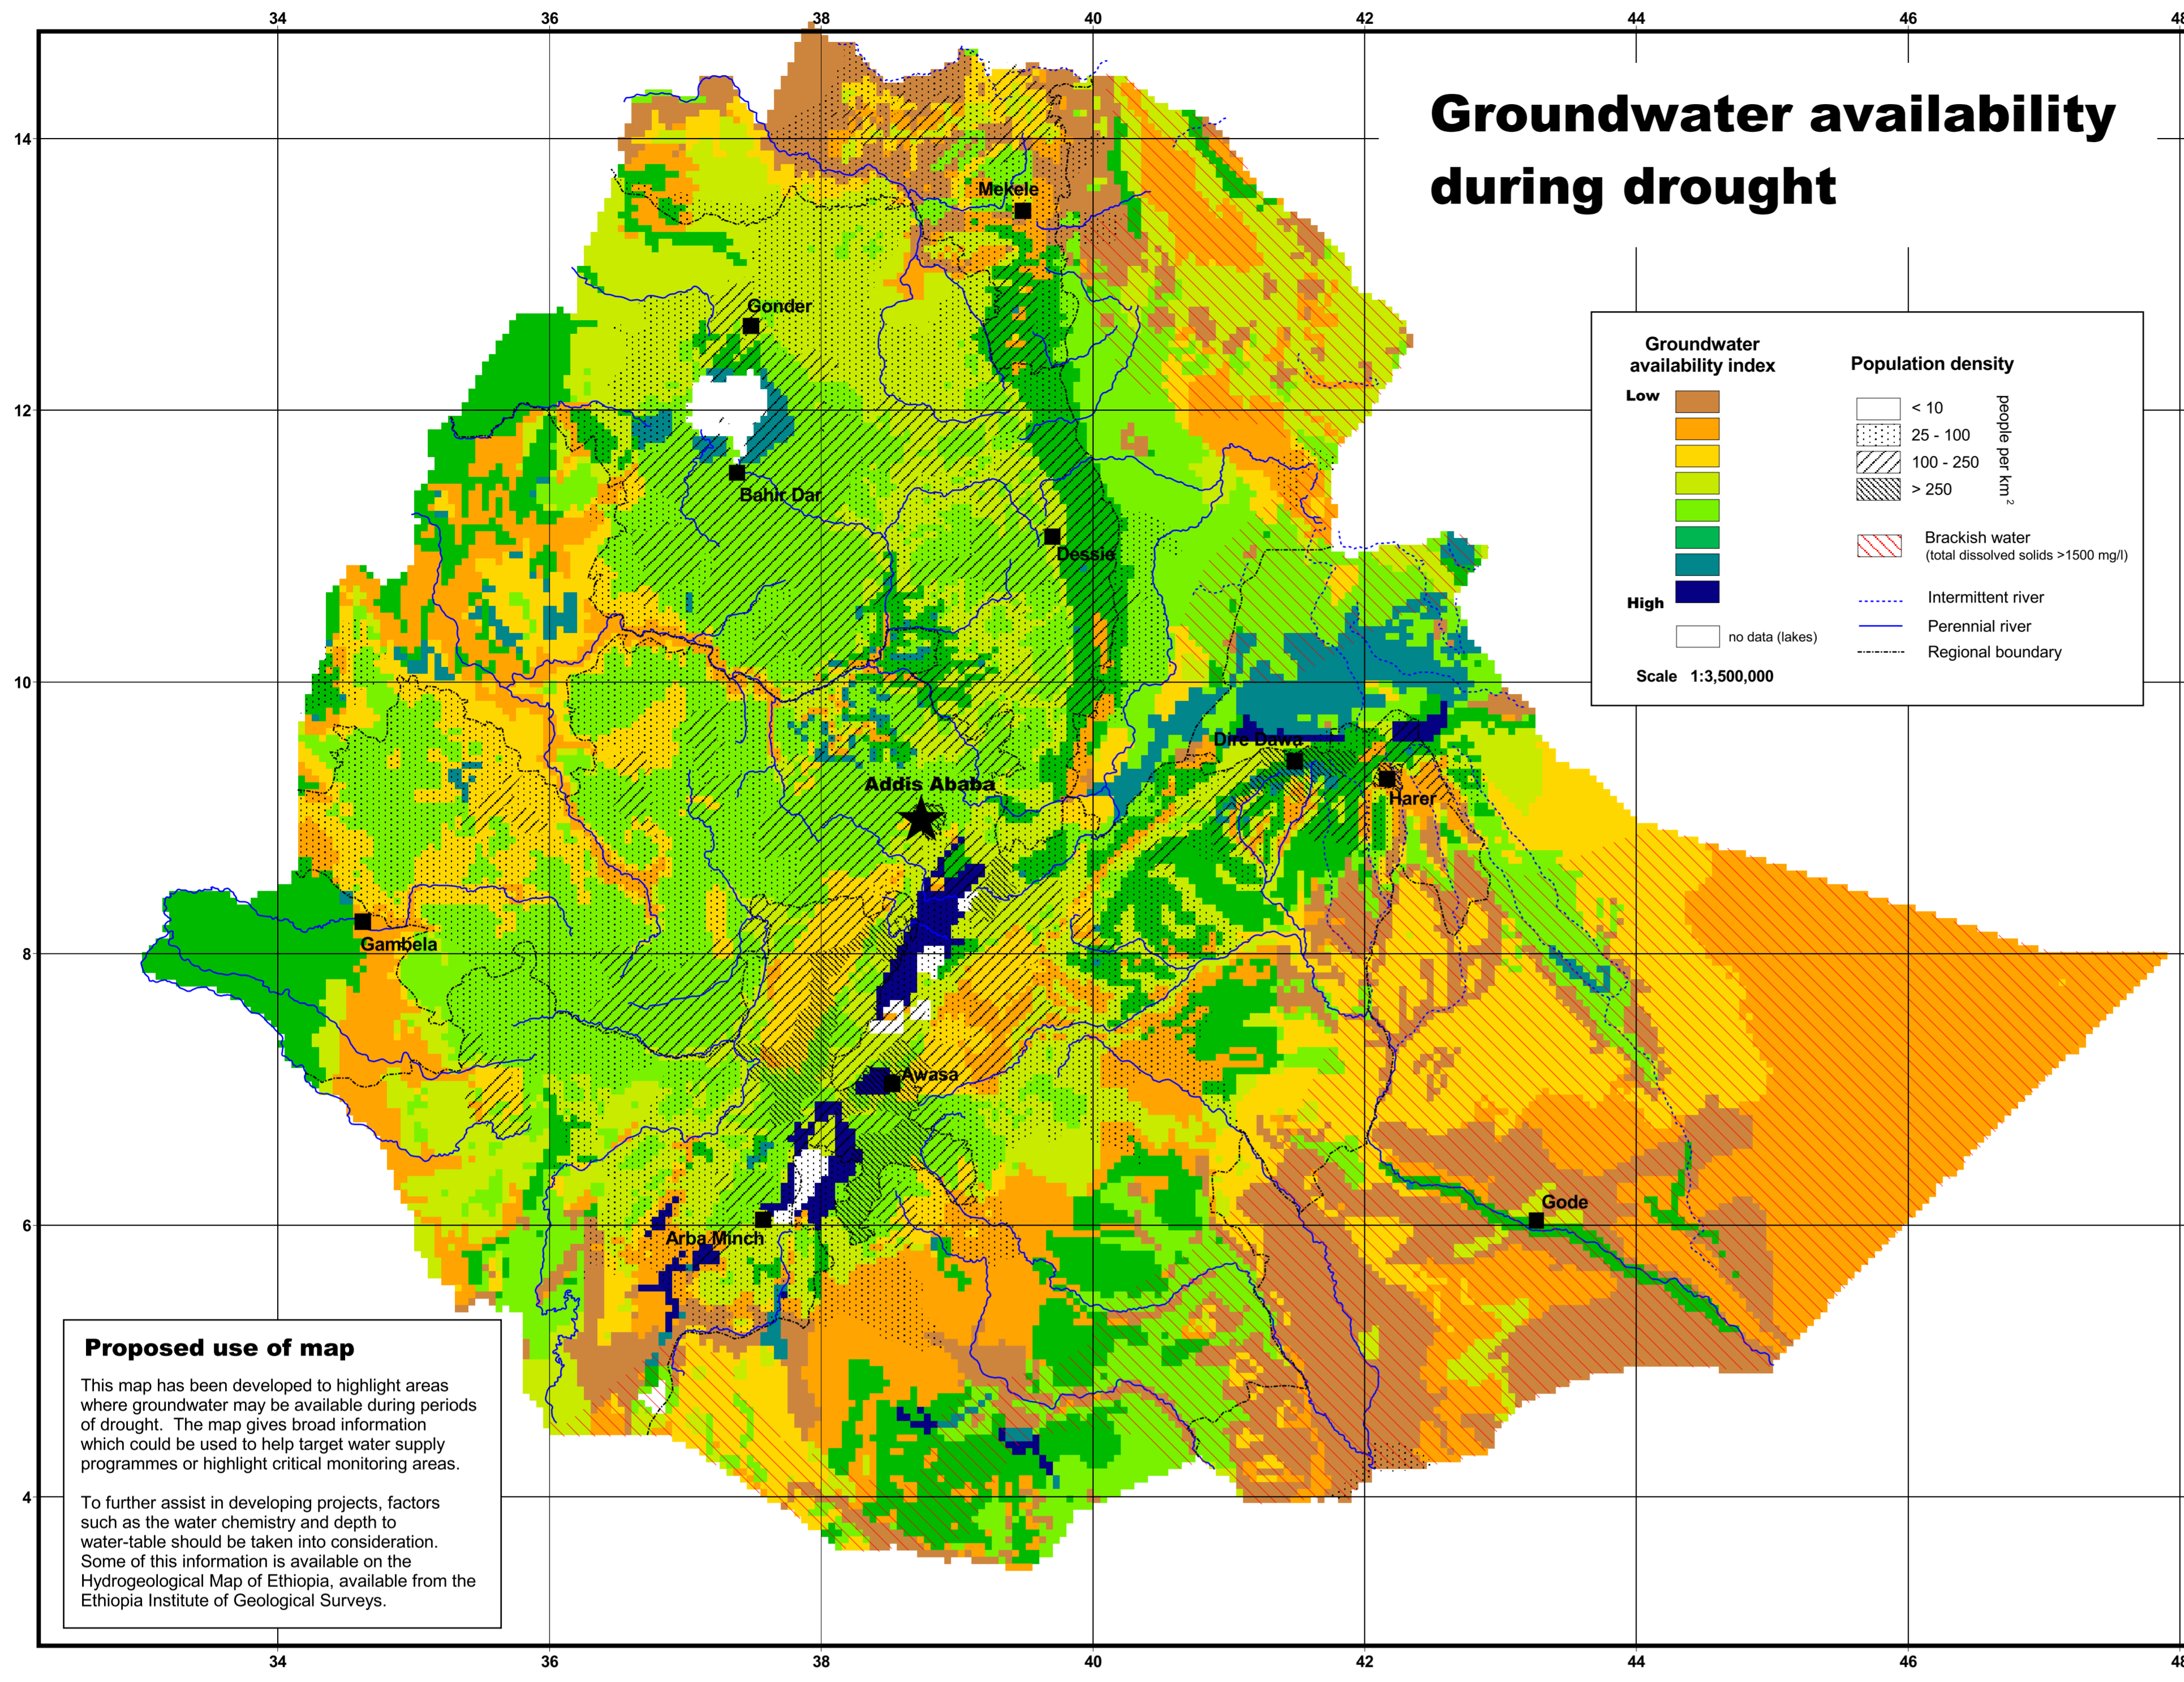 34 36 38 40 42 44 46 48
Groundwater availability
during drought
14
12
10
8
6
4
Mekele
Gonder
Bahir Dar
Dessie
Dire Dawa
Addis Ababa
Harer
Gambela
Awasa
Gode
Arba Minch
Groundwater
availability index
Low
High
no data (lakes)
Scale 1:3,500,000
Population density
< 10
25 - 100
100 - 250
> 250
people per km²
Brackish water
(total dissolved solids >1500 mg/l)
Intermittent river
Perennial river
Regional boundary
Proposed use of map
This map has been developed to highlight areas
where groundwater may be available during periods
of drought. The map gives broad information
which could be used to help target water supply
programmes or highlight critical monitoring areas.
To further assist in developing projects, factors
such as the water chemistry and depth to
water-table should be taken into consideration.
Some of this information is available on the
Hydrogeological Map of Ethiopia, available from the
Ethiopia Institute of Geological Surveys.
34 36 38 40 42 44 46 48